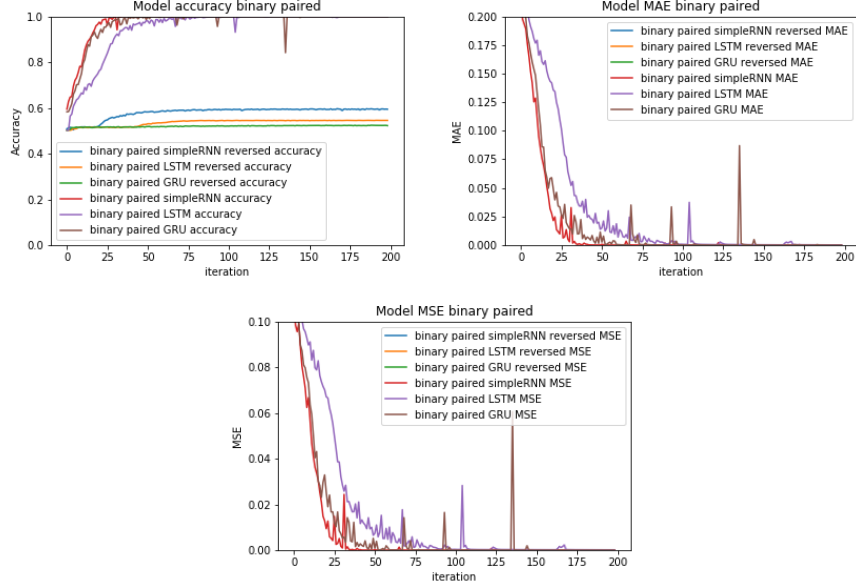 Model accuracy binary paired
1.0
0.8
0.6
0.4
0.2
0.0
Accuracy
binary paired simpleRNN reversed accuracy
binary paired LSTM reversed accuracy
binary paired GRU reversed accuracy
binary paired simpleRNN accuracy
binary paired LSTM accuracy
binary paired GRU accuracy
0 25 50 75 100 125 150 175 200
iteration
Model MAE binary paired
0.200
0.175
0.150
0.125
0.100
0.075
0.050
0.025
0.000
MAE
binary paired simpleRNN reversed MAE
binary paired LSTM reversed MAE
binary paired GRU reversed MAE
binary paired simpleRNN MAE
binary paired LSTM MAE
binary paired GRU MAE
0 25 50 75 100 125 150 175 200
iteration
Model MSE binary paired
0.10
0.08
0.06
0.04
0.02
0.00
MSE
binary paired simpleRNN reversed MSE
binary paired LSTM reversed MSE
binary paired GRU reversed MSE
binary paired simpleRNN MSE
binary paired LSTM MSE
binary paired GRU MSE
0 25 50 75 100 125 150 175 200
iteration